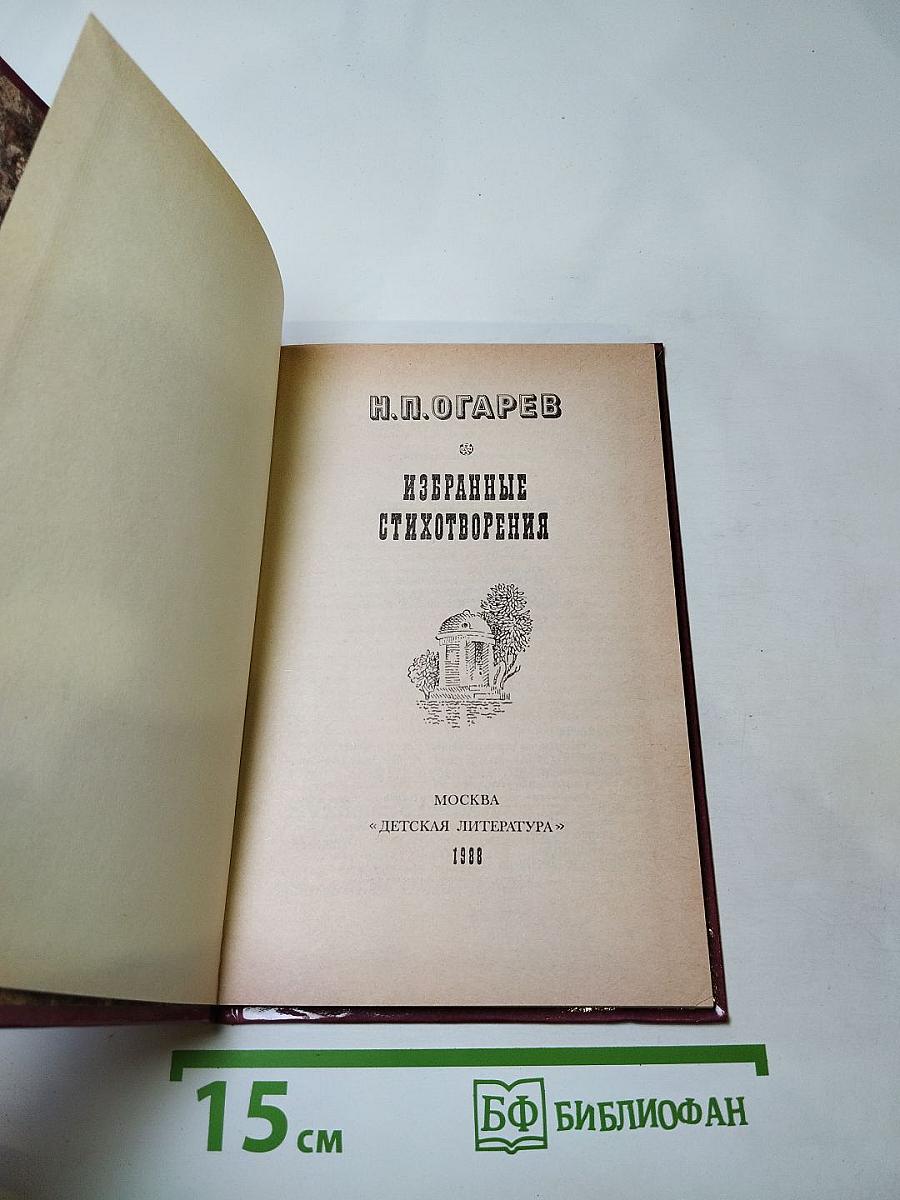 Н.П.ОГАРЕВ
ИЗБРАННЫЕ
СТИХОТВОРЕНИЯ
МОСКВА
«ДЕТСКАЯ ЛИТЕРАТУРА»
1988
15 см
БФ БИБЛИОФАН